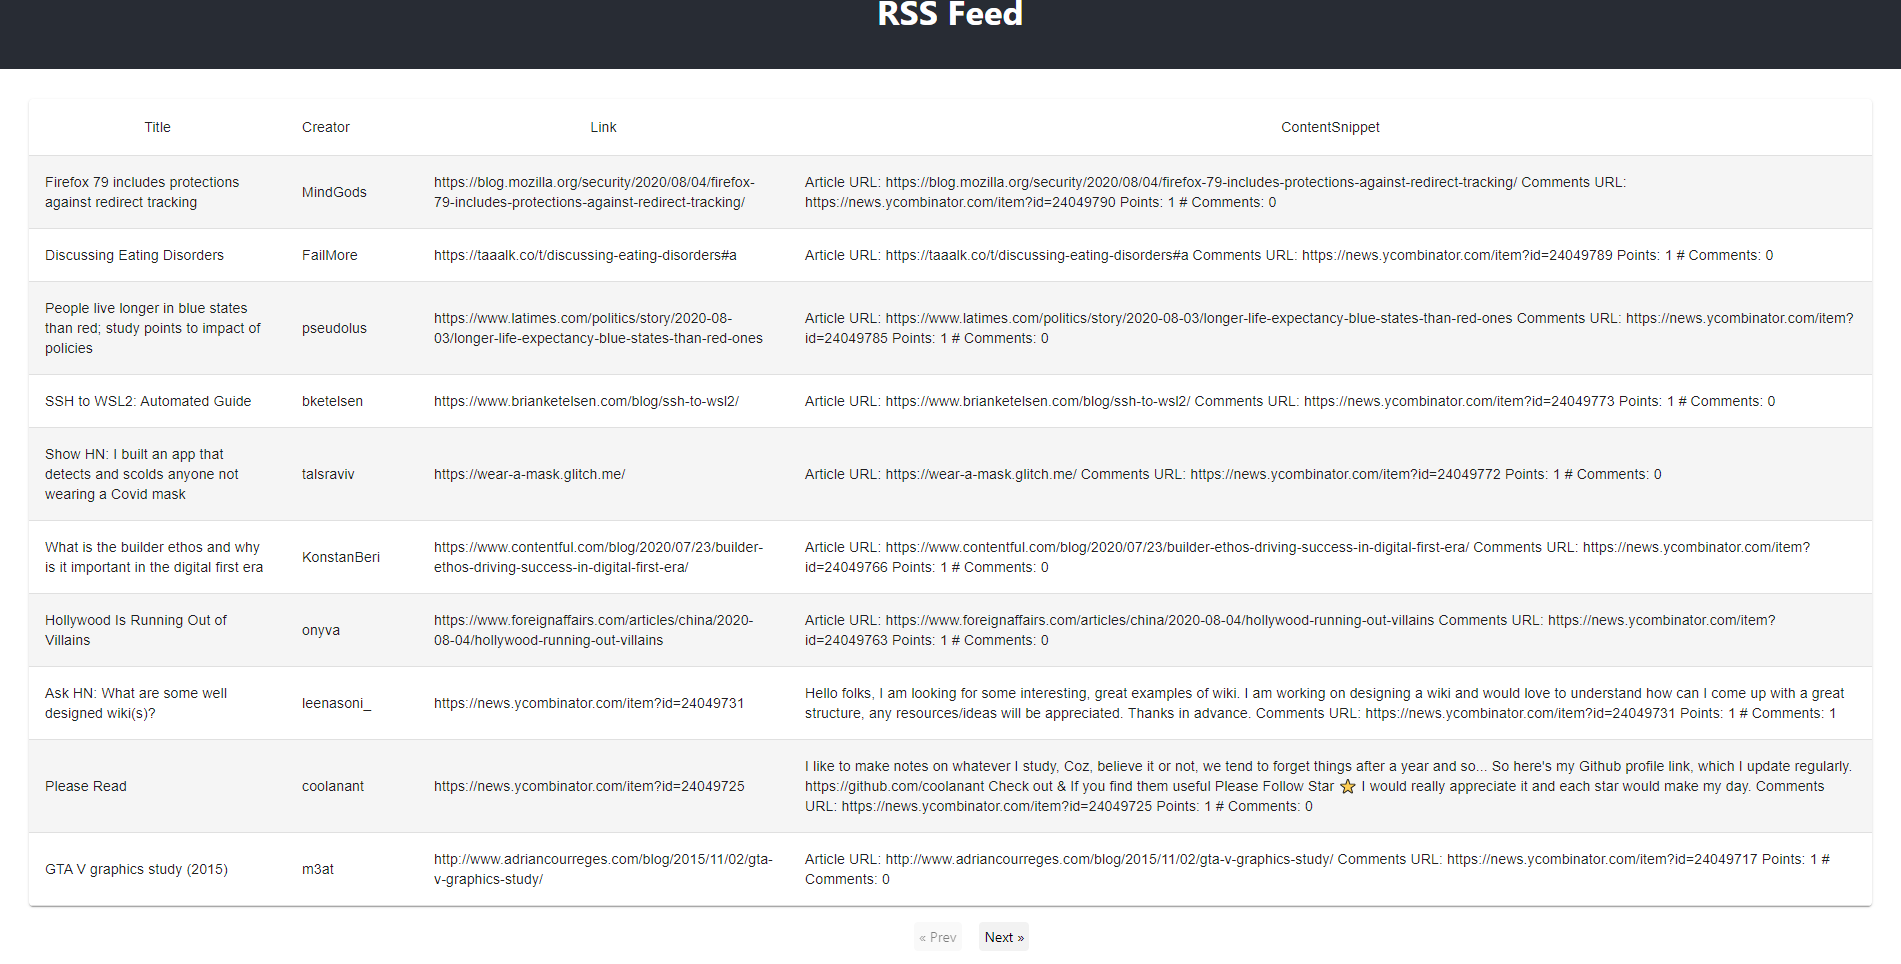 RSS Feed
Title Creator Link ContentSnippet
Firefox 79 includes protections
against redirect tracking
MindGods
https://blog.mozilla.org/security/2020/08/04/firefox-
79-includes-protections-against-redirect-tracking/
Article URL: https://blog.mozilla.org/security/2020/08/04/firefox-79-includes-protections-against-redirect-tracking/ Comments URL:
https://news.ycombinator.com/item?id=24049790 Points: 1 # Comments: 0
Discussing Eating Disorders
FailMore
https://taaalk.co/t/discussing-eating-disorders#a
Article URL: https://taaalk.co/t/discussing-eating-disorders#a Comments URL: https://news.ycombinator.com/item?id=24049789 Points: 1 # Comments: 0
People live longer in blue states
than red; study points to impact of
policies
pseudolus
https://www.latimes.com/politics/story/2020-08-
03/longer-life-expectancy-blue-states-than-red-ones
Article URL: https://www.latimes.com/politics/story/2020-08-03/longer-life-expectancy-blue-states-than-red-ones Comments URL: https://news.ycombinator.com/item?
id=24049785 Points: 1 # Comments: 0
SSH to WSL2: Automated Guide
bketelsen
https://www.brianketelsen.com/blog/ssh-to-wsl2/
Article URL: https://www.brianketelsen.com/blog/ssh-to-wsl2/ Comments URL: https://news.ycombinator.com/item?id=24049773 Points: 1 # Comments: 0
Show HN: I built an app that
detects and scolds anyone not
wearing a Covid mask
talsraviv
https://wear-a-mask.glitch.me/
Article URL: https://wear-a-mask.glitch.me/ Comments URL: https://news.ycombinator.com/item?id=24049772 Points: 1 # Comments: 0
What is the builder ethos and why
is it important in the digital first era
KonstanBeri
https://www.contentful.com/blog/2020/07/23/builder-
ethos-driving-success-in-digital-first-era/
Article URL: https://www.contentful.com/blog/2020/07/23/builder-ethos-driving-success-in-digital-first-era/ Comments URL: https://news.ycombinator.com/item?
id=24049766 Points: 1 # Comments: 0
Hollywood Is Running Out of
Villains
onyva
https://www.foreignaffairs.com/articles/china/2020-
08-04/hollywood-running-out-villains
Article URL: https://www.foreignaffairs.com/articles/china/2020-08-04/hollywood-running-out-villains Comments URL: https://news.ycombinator.com/item?
id=24049763 Points: 1 # Comments: 0
Ask HN: What are some well
designed wiki(s)?
leenasoni_
https://news.ycombinator.com/item?id=24049731
Hello folks, I am looking for some interesting, great examples of wiki. I am working on designing a wiki and would love to understand how can I come up with a great
structure, any resources/ideas will be appreciated. Thanks in advance. Comments URL: https://news.ycombinator.com/item?id=24049731 Points: 1 # Comments: 1
Please Read
coolanant
https://news.ycombinator.com/item?id=24049725
I like to make notes on whatever I study, Coz, believe it or not, we tend to forget things after a year and so... So here's my Github profile link, which I update regularly.
https://github.com/coolanant Check out & If you find them useful Please Follow Star ⭐ I would really appreciate it and each star would make my day. Comments
URL: https://news.ycombinator.com/item?id=24049725 Points: 1 # Comments: 0
GTA V graphics study (2015)
m3at
http://www.adriancourreges.com/blog/2015/11/02/gta-
v-graphics-study/
Article URL: http://www.adriancourreges.com/blog/2015/11/02/gta-v-graphics-study/ Comments URL: https://news.ycombinator.com/item?id=24049717 Points: 1 #
Comments: 0
« Prev Next »